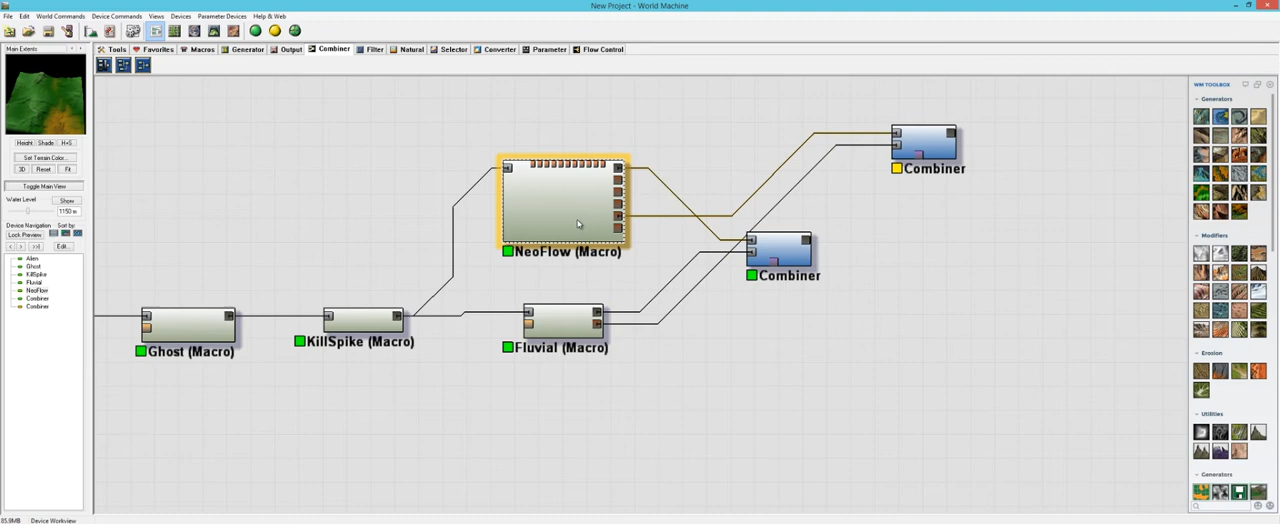 New Project - World Machine
File Edit World Commands Device Commands Views Devices Parameter Devices Help & Web
Main Extents
Tools Favorites Macros Generator Output Combiner Filter Natural Selector Converter Parameter Flow Control
Height Shade H+S
Set Terrain Color...
3D Reset Fit
Toggle Main View
Water Level Show
1150 m
Device Navigation Sort by:
Lock Preview
Edit...
Alien
Ghost
KillSpike
Fluvial
NeoFlow
Combiner
Combiner
Ghost (Macro)
KillSpike (Macro)
NeoFlow (Macro)
Fluvial (Macro)
Combiner
Combiner
WM TOOLBOX
Generators
Modifiers
Erosion
Utilities
Generators
85.9MB Device Workview